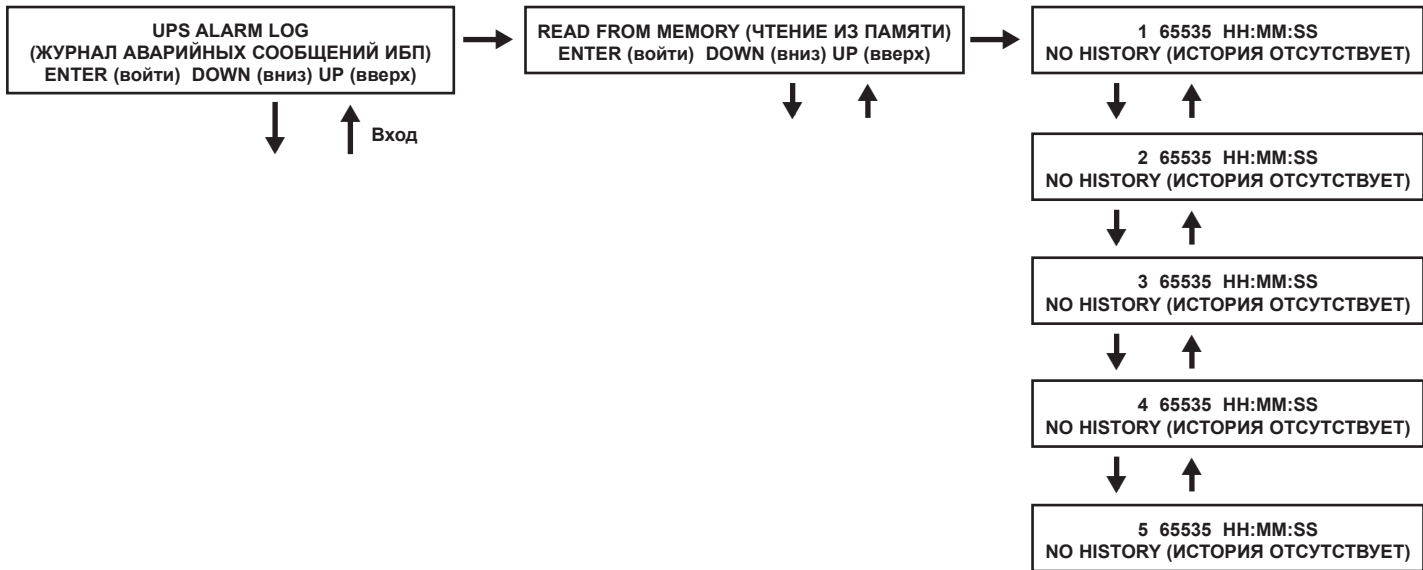 UPS ALARM LOG
(ЖУРНАЛ АВАРИЙНЫХ СООБЩЕНИЙ ИБП)
ENTER (войти) DOWN (вниз) UP (вверх)
Вход
READ FROM MEMORY (ЧТЕНИЕ ИЗ ПАМЯТИ)
ENTER (войти) DOWN (вниз) UP (вверх)
1 65535 HH:MM:SS
NO HISTORY (ИСТОРИЯ ОТСУТСТВУЕТ)
2 65535 HH:MM:SS
NO HISTORY (ИСТОРИЯ ОТСУТСТВУЕТ)
3 65535 HH:MM:SS
NO HISTORY (ИСТОРИЯ ОТСУТСТВУЕТ)
4 65535 HH:MM:SS
NO HISTORY (ИСТОРИЯ ОТСУТСТВУЕТ)
5 65535 HH:MM:SS
NO HISTORY (ИСТОРИЯ ОТСУТСТВУЕТ)